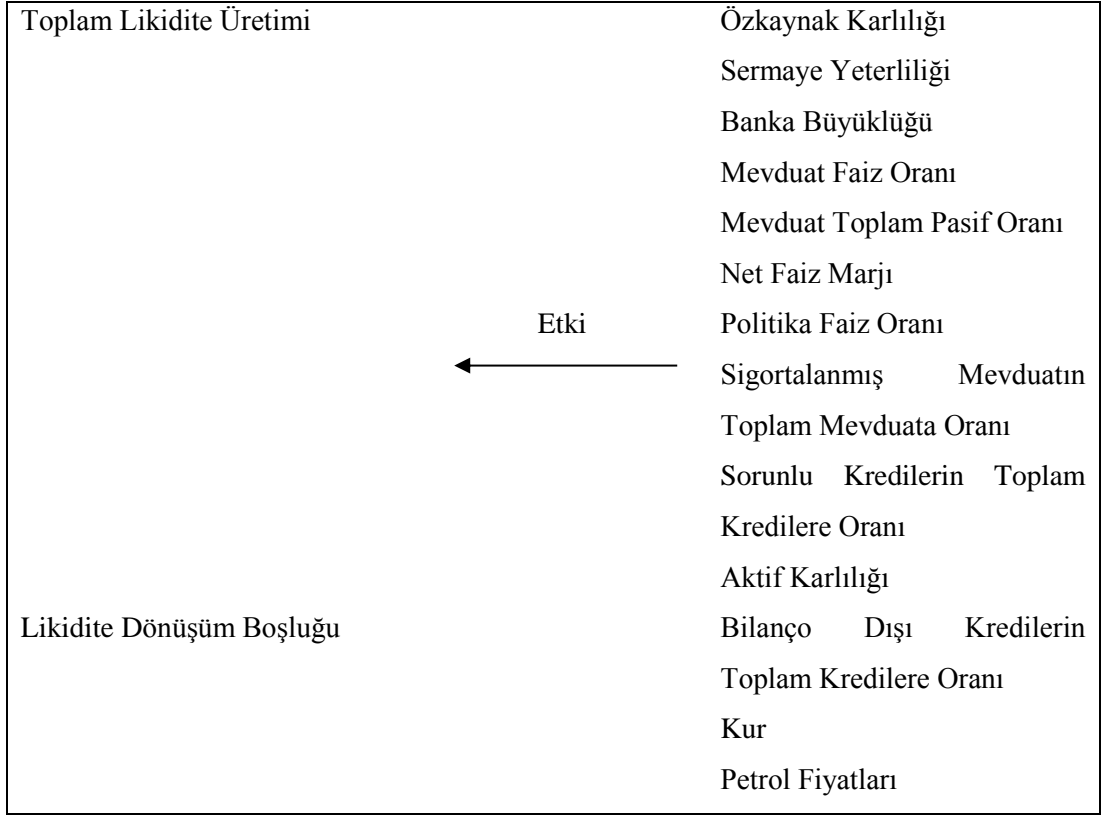 Toplam Likidite Üretimi
Özkaynak Karlılığı
Sermaye Yeterliliği
Banka Büyüklüğü
Mevduat Faiz Oranı
Mevduat Toplam Pasif Oranı
Net Faiz Marjı
Etki
Politika Faiz Oranı
Sigortalanmış Mevduatın
Toplam Mevduata Oranı
Sorunlu Kredilerin Toplam
Kredilere Oranı
Aktif Karlılığı
Likidite Dönüşüm Boşluğu
Bilanço Dışı Kredilerin
Toplam Kredilere Oranı
Kur
Petrol Fiyatları